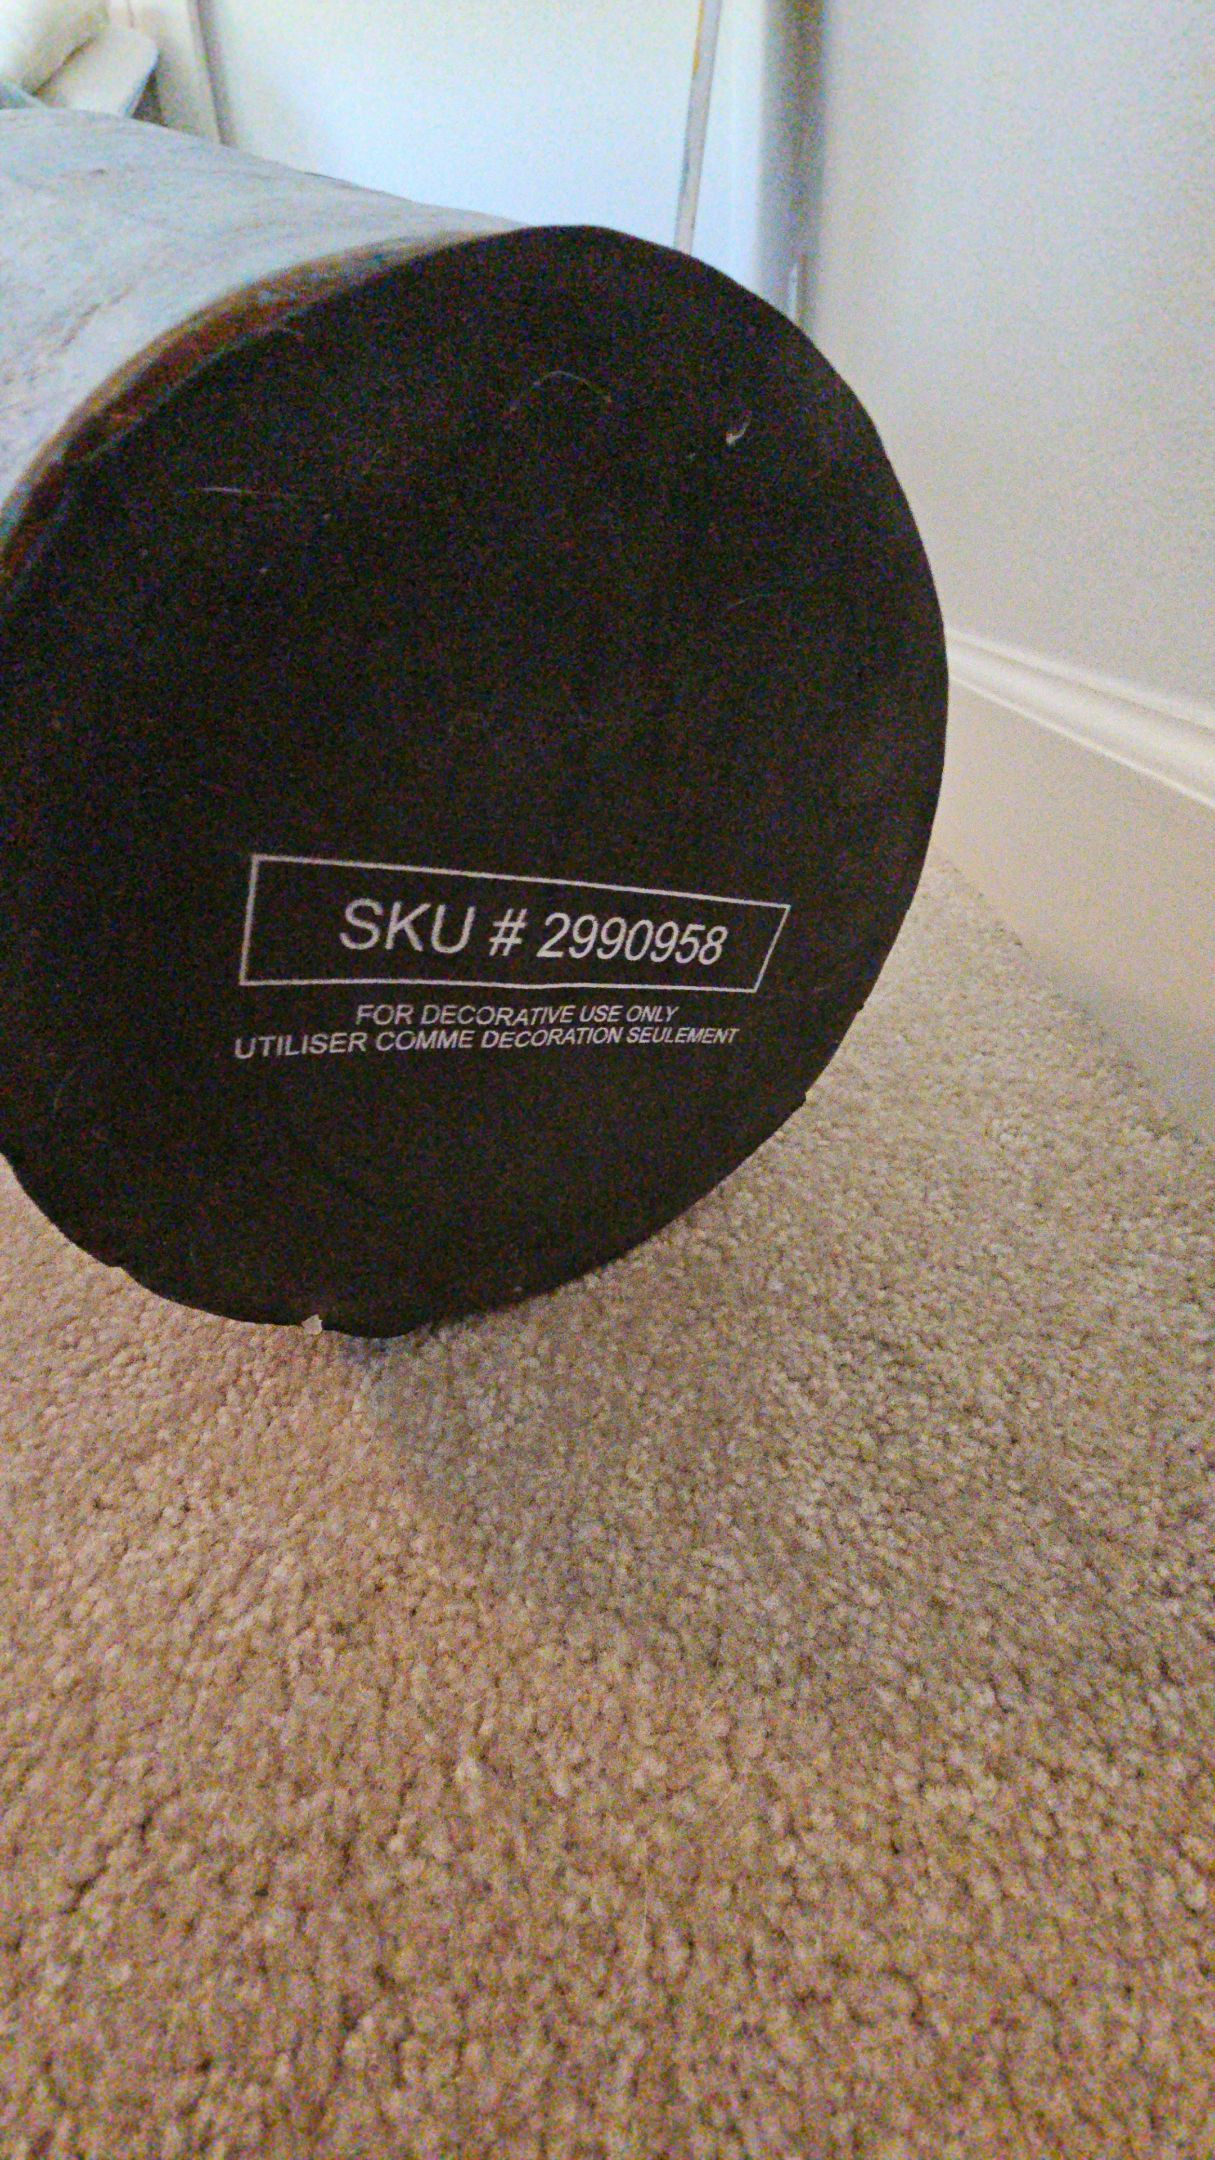 SKU # 2990958
FOR DECORATIVE USE ONLY
UTILISER COMME DECORATION SEULEMENT